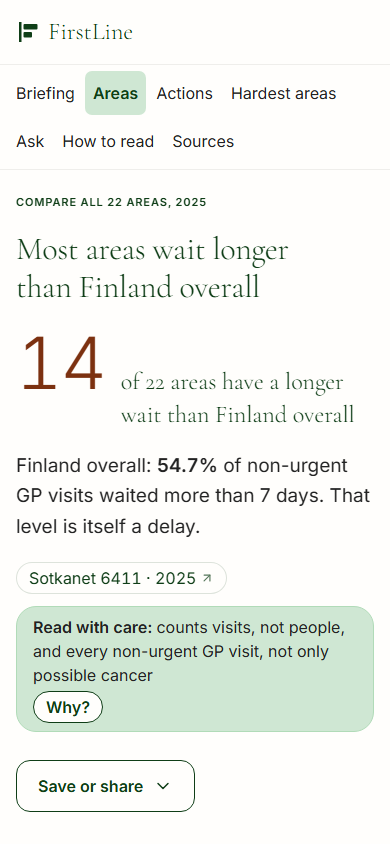 FirstLine
Briefing Areas Actions Hardest areas
Ask How to read Sources
COMPARE ALL 22 AREAS, 2025
Most areas wait longer
than Finland overall
14 of 22 areas have a longer
wait than Finland overall
Finland overall: 54.7% of non-urgent
GP visits waited more than 7 days. That
level is itself a delay.
Sotkanet 6411 · 2025 ↗
Read with care: counts visits, not people,
and every non-urgent GP visit, not only
possible cancer
Why?
Save or share